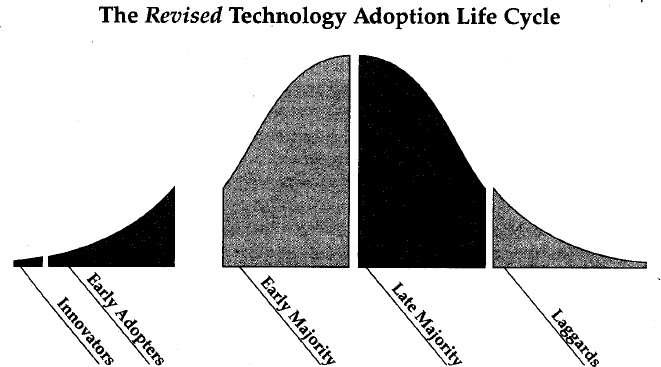 The Revised Technology Adoption Life Cycle
Innovators
Early Adopters
Early Majority
Late Majority
Laggards